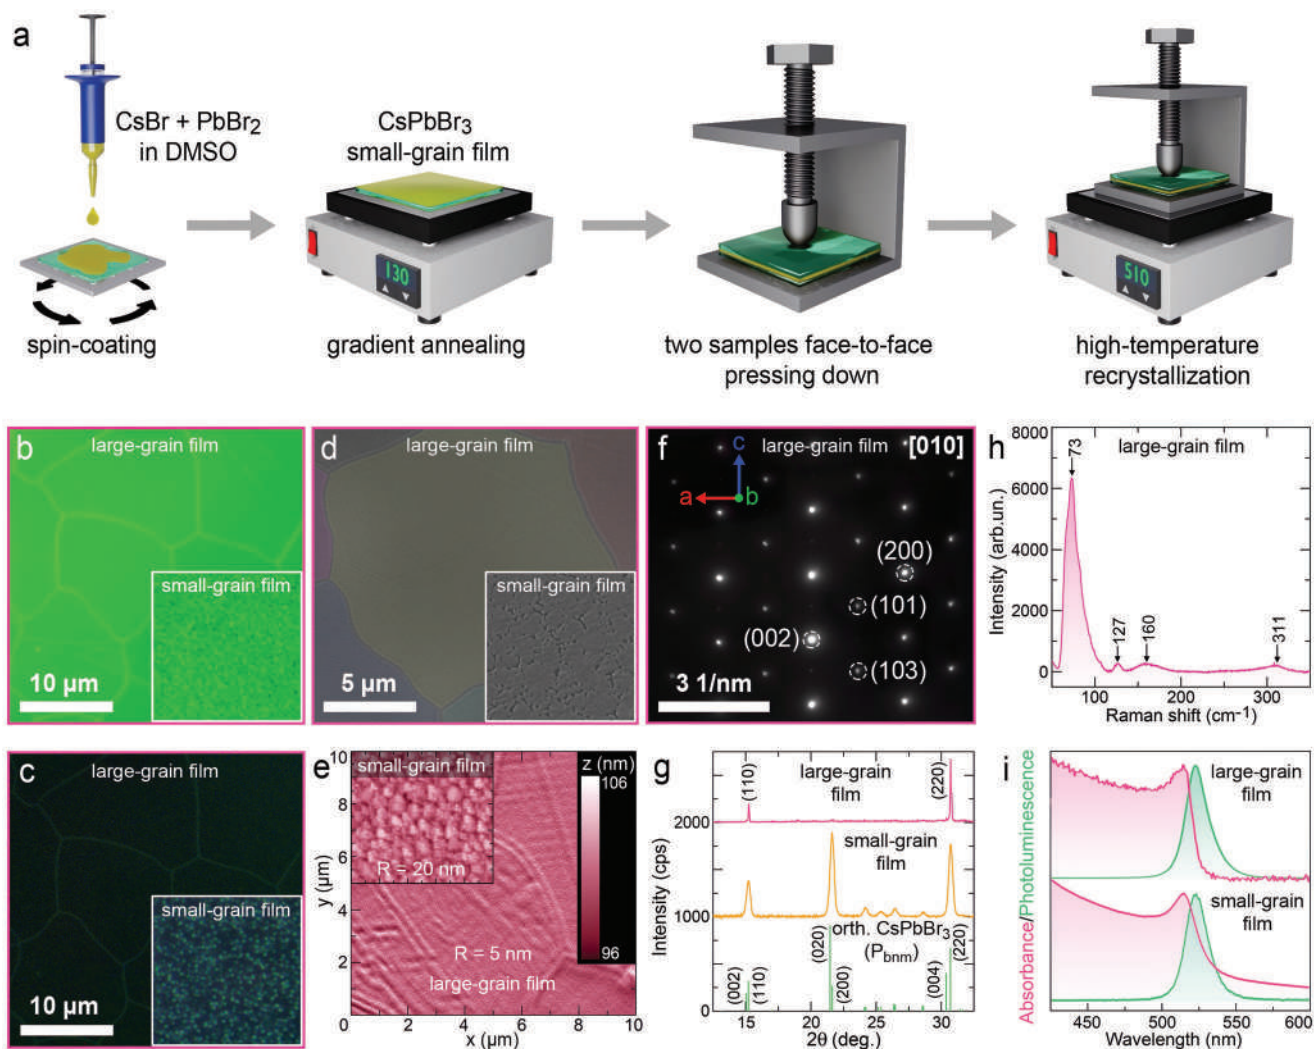 a
CsBr + PbBr2
in DMSO
CsPbBr3
small-grain film
130
510
spin-coating
gradient annealing
two samples face-to-face
pressing down
high-temperature
recrystallization
b
large-grain film
small-grain film
10 µm
d
large-grain film
small-grain film
5 µm
f
large-grain film
[010]
c
a
b
(200)
(101)
(002)
(103)
3 1/nm
h
large-grain film
8000
6000
4000
2000
0
73
127
160
311
100
200
300
Intensity (arb.un.)
Raman shift (cm-1)
c
large-grain film
small-grain film
10 µm
e
small-grain film
R = 20 nm
R = 5 nm
large-grain film
z (nm)
106
96
10
8
6
4
2
0
y (µm)
0
2
4
6
8
10
x (µm)
g
large-grain
film
(110)
(220)
small-grain
film
orth. CsPbBr3
(Pbnm)
(002)
(110)
(020)
(200)
(004)
(220)
2000
1000
0
Intensity (cps)
15
20
25
30
2θ (deg.)
i
large-grain
film
small-grain
film
Absorbance/Photoluminescence
450
500
550
600
Wavelength (nm)